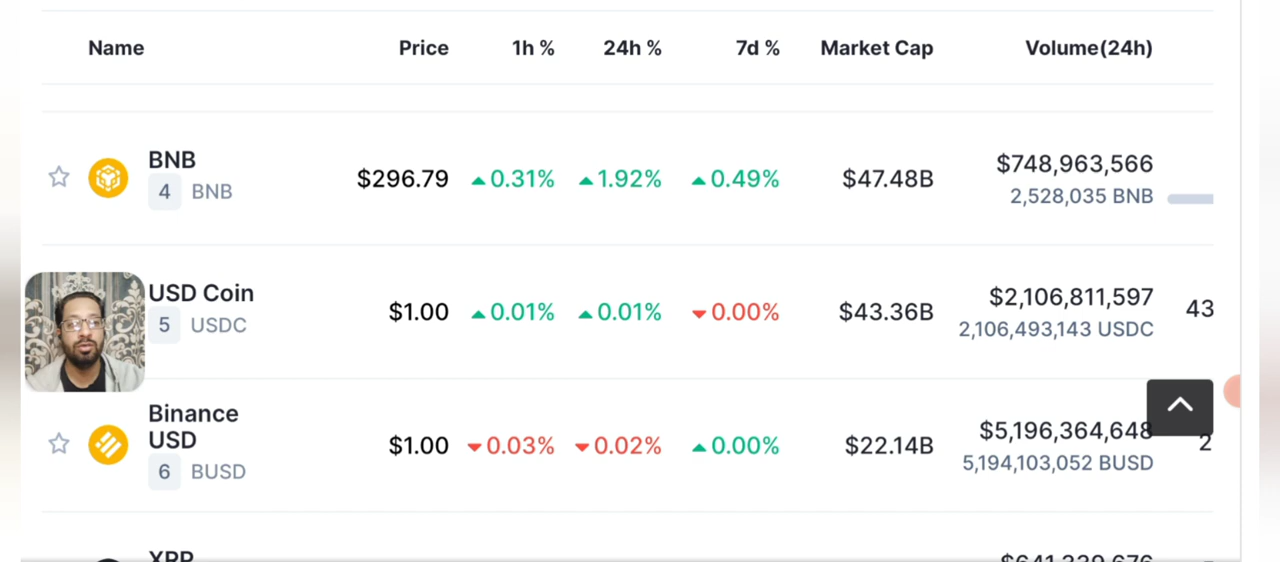 Name Price 1h % 24h % 7d % Market Cap Volume(24h)
BNB
4 BNB
$296.79 0.31% 1.92% 0.49% $47.48B $748,963,566
2,528,035 BNB
USD Coin
5 USDC
$1.00 0.01% 0.01% 0.00% $43.36B $2,106,811,597
2,106,493,143 USDC
43
Binance
USD
6 BUSD
$1.00 0.03% 0.02% 0.00% $22.14B $5,196,364,648
5,194,103,052 BUSD
2
XRP
$641,339,676